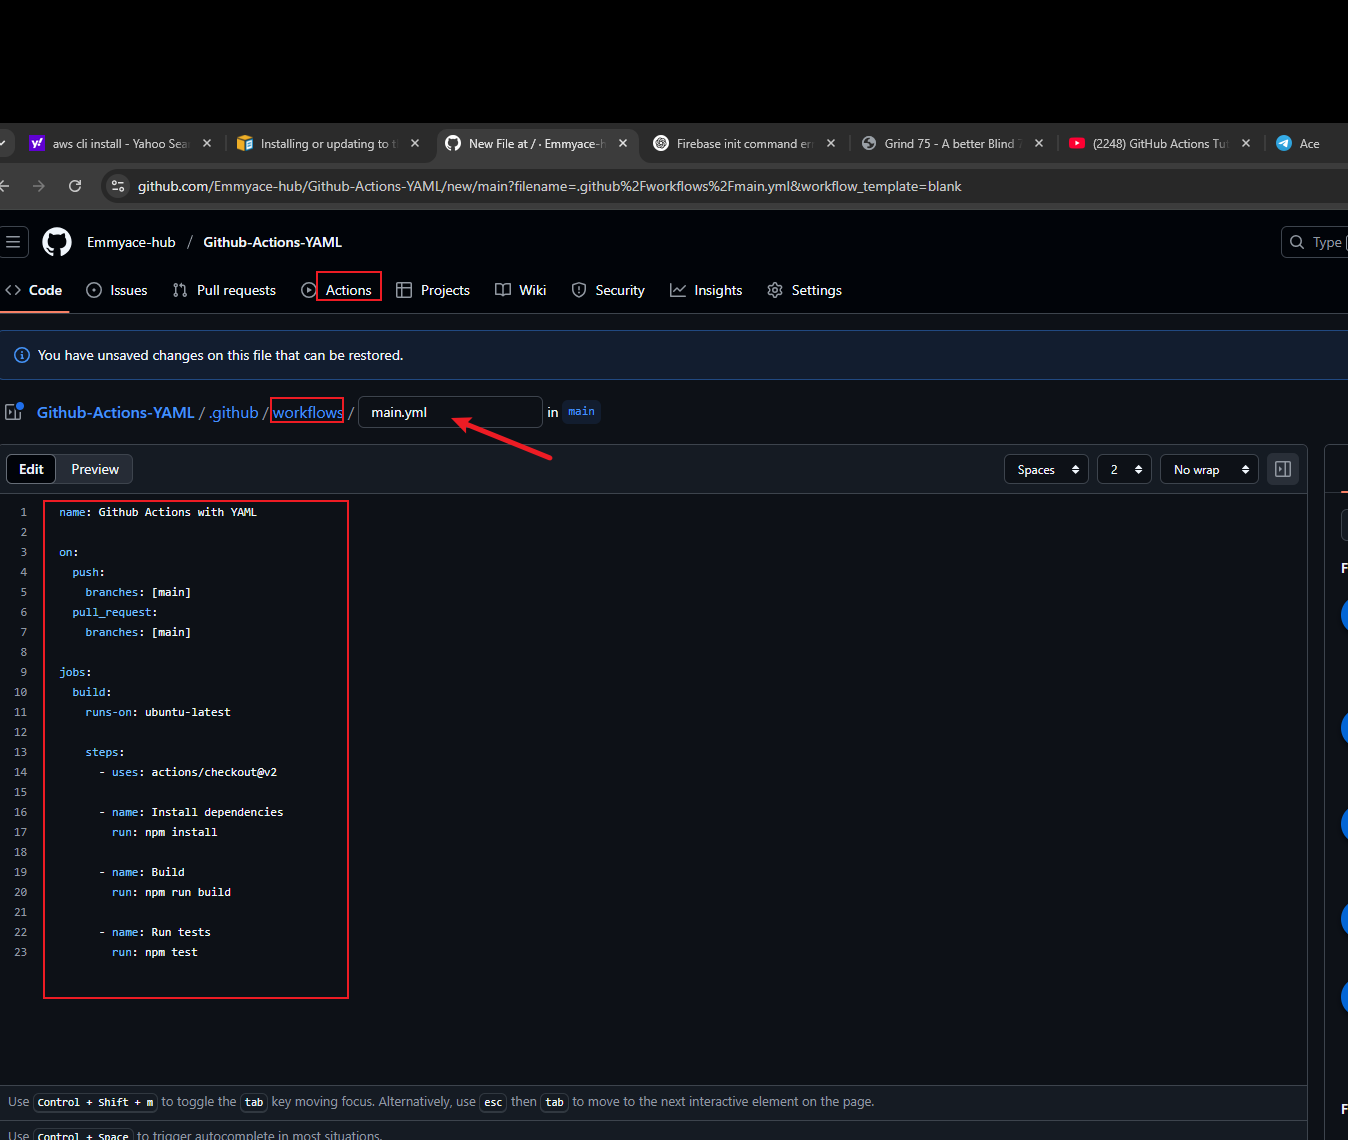 aws cli install - Yahoo Sea
Installing or updating to t
New File at / · Emmyace-h
Firebase init command er
Grind 75 - A better Blind 7
(2248) GitHub Actions Tut
Ace
github.com/Emmyace-hub/Github-Actions-YAML/new/main?filename=.github%2Fworkflows%2Fmain.yml&workflow_template=blank
Emmyace-hub / Github-Actions-YAML
Type
Code Issues Pull requests Actions Projects Wiki Security Insights Settings
You have unsaved changes on this file that can be restored.
Github-Actions-YAML / .github / workflows / main.yml in main
Edit Preview Spaces 2 No wrap
1 name: Github Actions with YAML
2
3 on:
4 push:
5 branches: [main]
6 pull_request:
7 branches: [main]
8
9 jobs:
10 build:
11 runs-on: ubuntu-latest
12
13 steps:
14 - uses: actions/checkout@v2
15
16 - name: Install dependencies
17 run: npm install
18
19 - name: Build
20 run: npm run build
21
22 - name: Run tests
23 run: npm test
F
F
Use Control + Shift + m to toggle the tab key moving focus. Alternatively, use esc then tab to move to the next interactive element on the page.
Use Control + Space to trigger autocomplete in most situations.